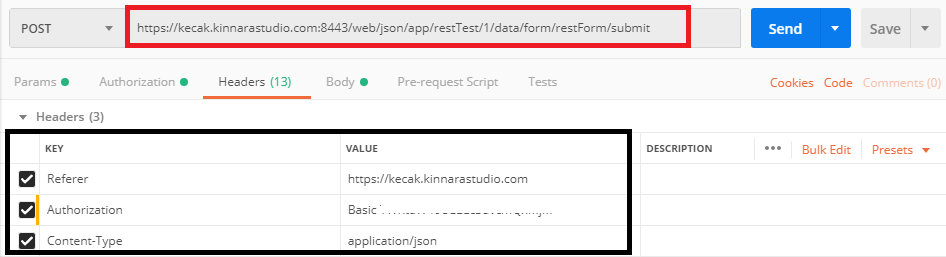 POST https://kecak.kinnarastudio.com:8443/web/json/app/restTest/1/data/form/restForm/submit Send Save
Params Authorization Headers (13) Body Pre-request Script Tests Cookies Code Comments (0)
Headers (3)
KEY VALUE DESCRIPTION ••• Bulk Edit Presets
Referer https://kecak.kinnarastudio.com
Authorization Basic
Content-Type application/json